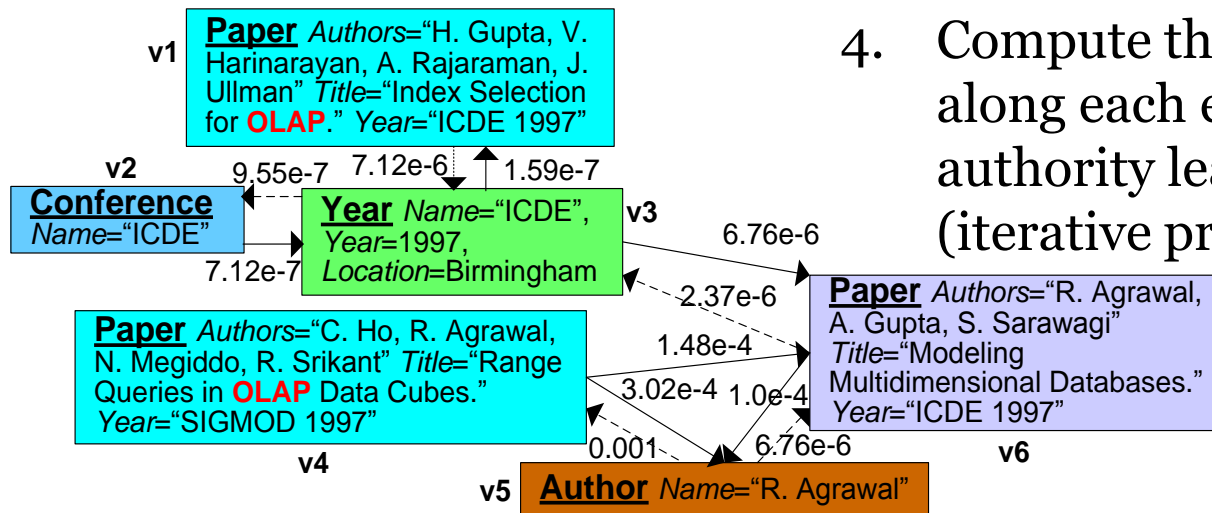 Paper Authors=“H. Gupta, V.
Harinarayan, A. Rajaraman, J.
Ullman” Title=“Index Selection
for OLAP.” Year=“ICDE 1997”
v1
4. Compute th
along each e
authority lea
(iterative pr
v2
9.55e-7
7.12e-6
1.59e-7
Conference
Name=“ICDE”
7.12e-7
Year Name=“ICDE”,
Year=1997,
Location=Birmingham
v3
6.76e-6
2.37e-6
Paper Authors=“R. Agrawal,
A. Gupta, S. Sarawagi”
Title=“Modeling
Multidimensional Databases.”
Year=“ICDE 1997”
v6
Paper Authors=“C. Ho, R. Agrawal,
N. Megiddo, R. Srikant” Title=“Range
Queries in OLAP Data Cubes.”
Year=“SIGMOD 1997”
v4
1.48e-4
3.02e-4
1.0e-4
0.001
6.76e-6
v5
Author Name=“R. Agrawal”